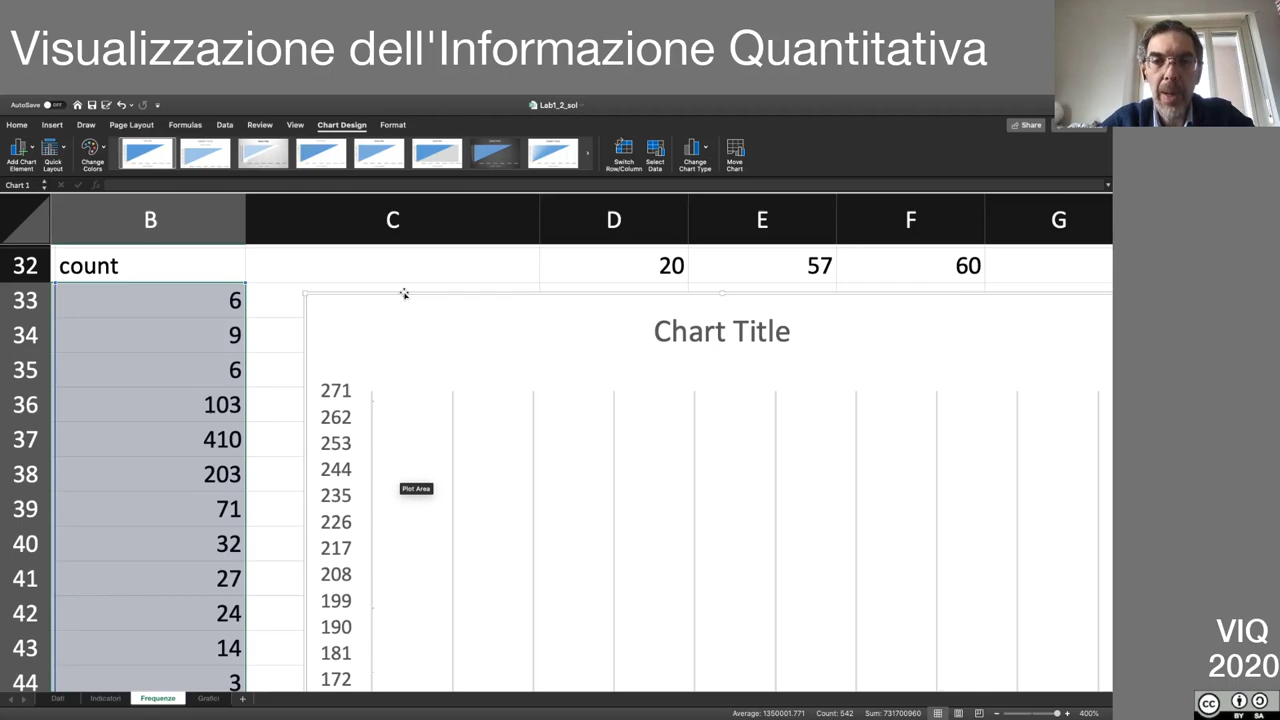 Visualizzazione dell'Informazione Quantitativa
AutoSave OFF
Lab1_2_sol
Home Insert Draw Page Layout Formulas Data Review View Chart Design Format
Share
Add Chart Element
Quick Layout
Change Colors
Switch Row/Column
Select Data
Change Chart Type
Move Chart
Chart 1
fx
B C D E F G
32 count 20 57 60
33 6
34 9
35 6
36 103
37 410
38 203
39 71
40 32
41 27
42 24
43 14
44 3
Chart Title
271
262
253
244
235
226
217
208
199
190
181
172
Plot Area
VIQ
2020
Dati Indicatori Frequenze Grafici
Average: 1350001.771 Count: 542 Sum: 731700960
400%
CC BY SA